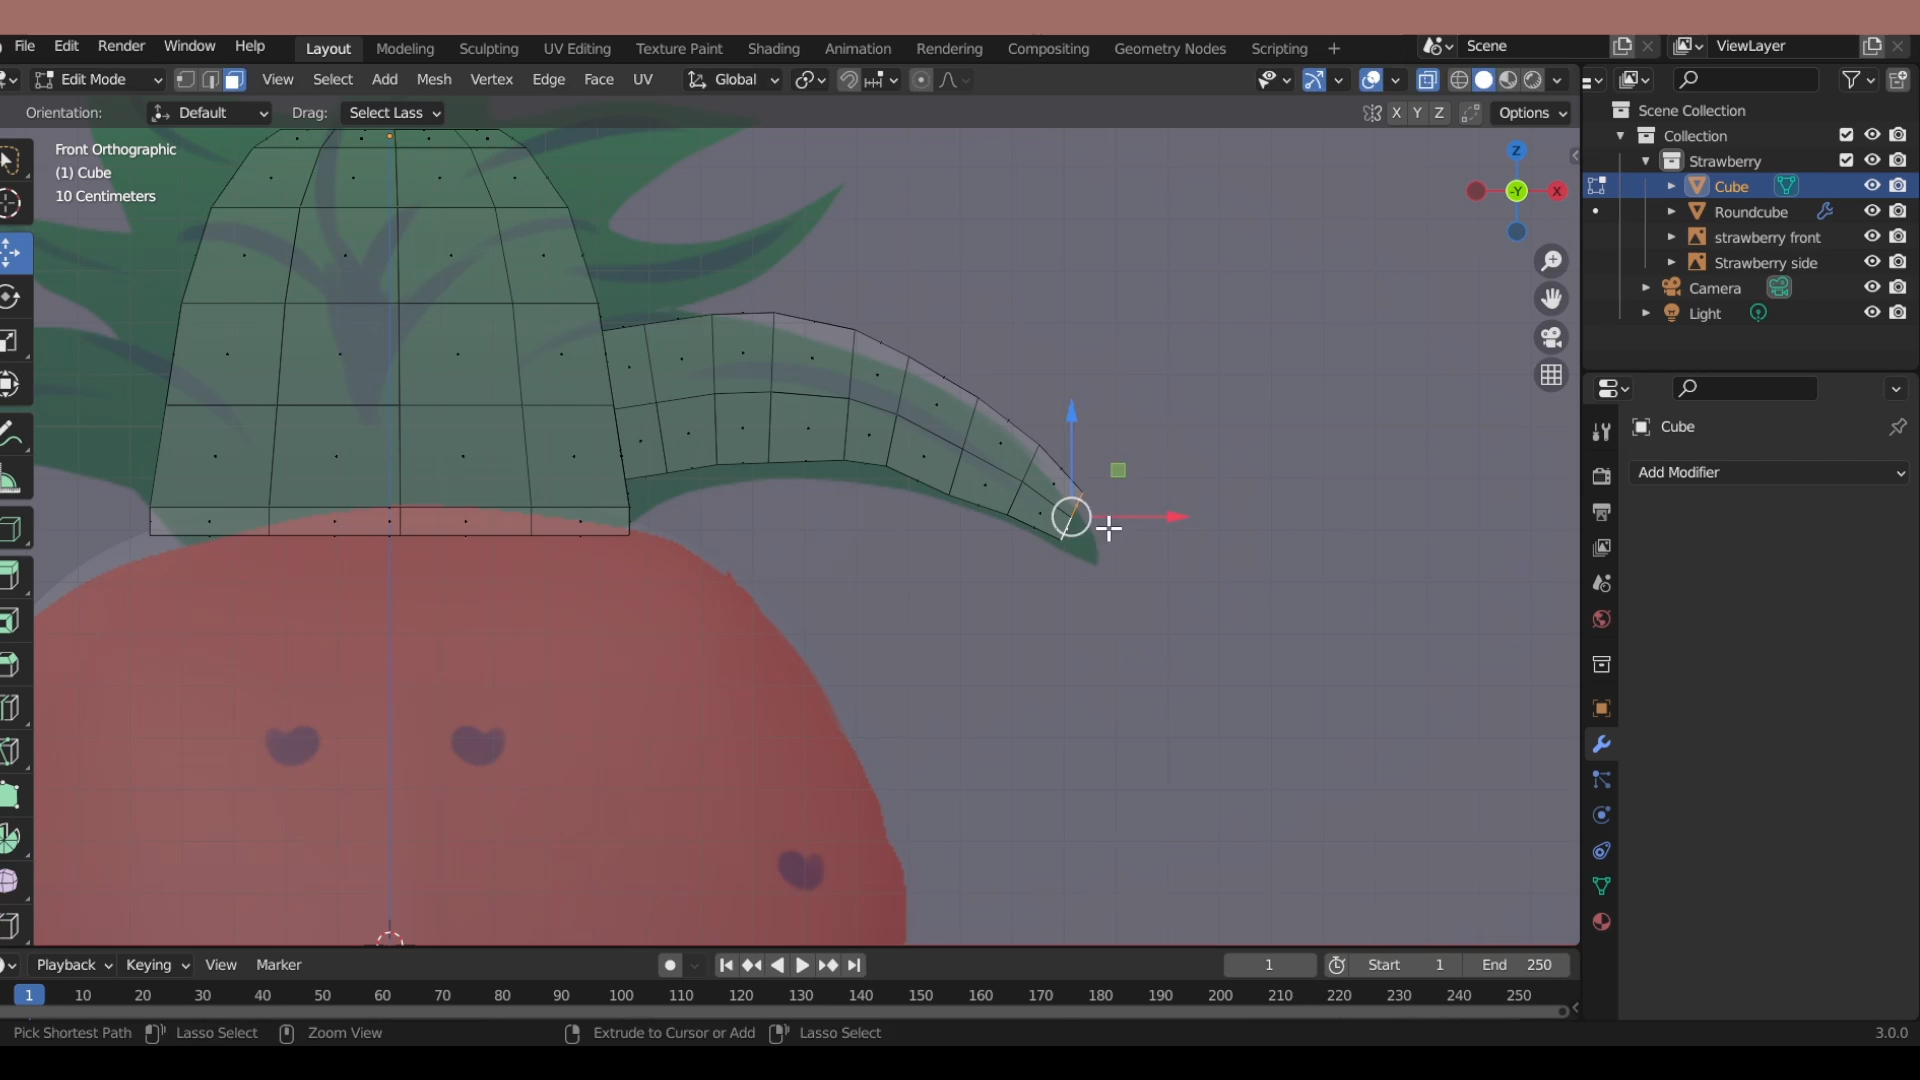 File Edit Render Window Help Layout Modeling Sculpting UV Editing Texture Paint Shading Animation Rendering Compositing Geometry Nodes Scripting + Scene ViewLayer
Edit Mode View Select Add Mesh Vertex Edge Face UV Global
Orientation: Default Drag: Select Lass X Y Z Options
Front Orthographic
(1) Cube
10 Centimeters
Z
-Y
X
Scene Collection
Collection
Strawberry
Cube
Roundcube
strawberry front
Strawberry side
Camera
Light
Cube
Add Modifier
Playback Keying View Marker 1 Start 1 End 250
1 10 20 30 40 50 60 70 80 90 100 110 120 130 140 150 160 170 180 190 200 210 220 230 240 250
Pick Shortest Path Lasso Select Zoom View Extrude to Cursor or Add Lasso Select 3.0.0